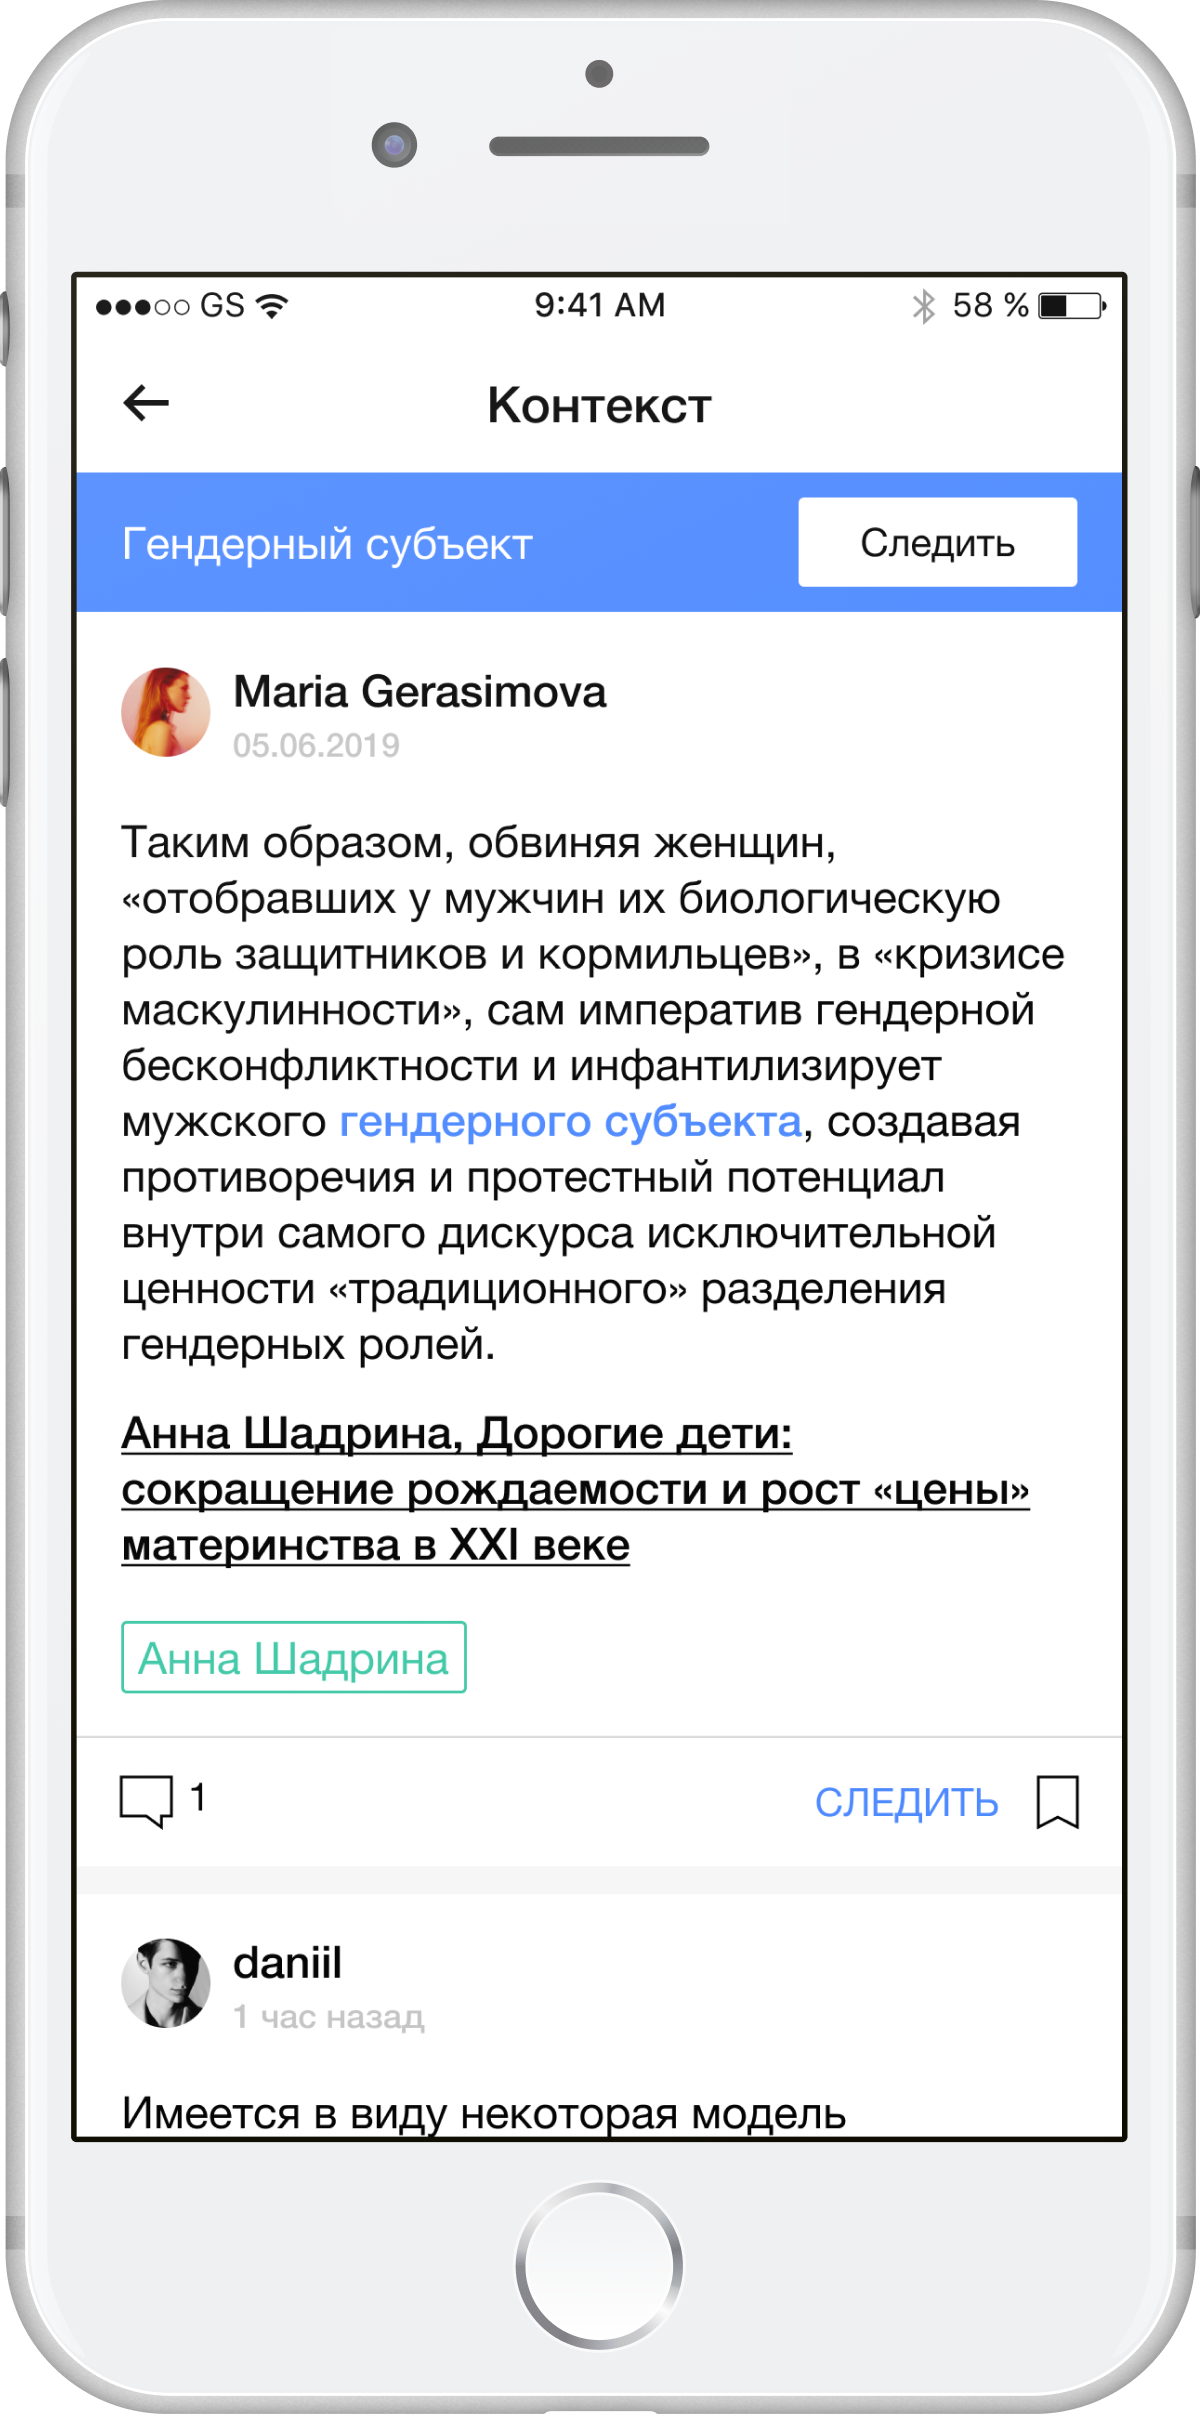 GS 9:41 AM 58 %
Контекст
Гендерный субъект Следить
Maria Gerasimova
05.06.2019
Таким образом, обвиняя женщин,
«отобравших у мужчин их биологическую
роль защитников и кормильцев», в «кризисе
маскулинности», сам императив гендерной
бесконфликтности и инфантилизирует
мужского гендерного субъекта, создавая
противоречия и протестный потенциал
внутри самого дискурса исключительной
ценности «традиционного» разделения
гендерных ролей.
Анна Шадрина, Дорогие дети:
сокращение рождаемости и рост «цены»
материнства в XXI веке
Анна Шадрина
1 СЛЕДИТЬ
daniil
1 час назад
Имеется в виду некоторая модель